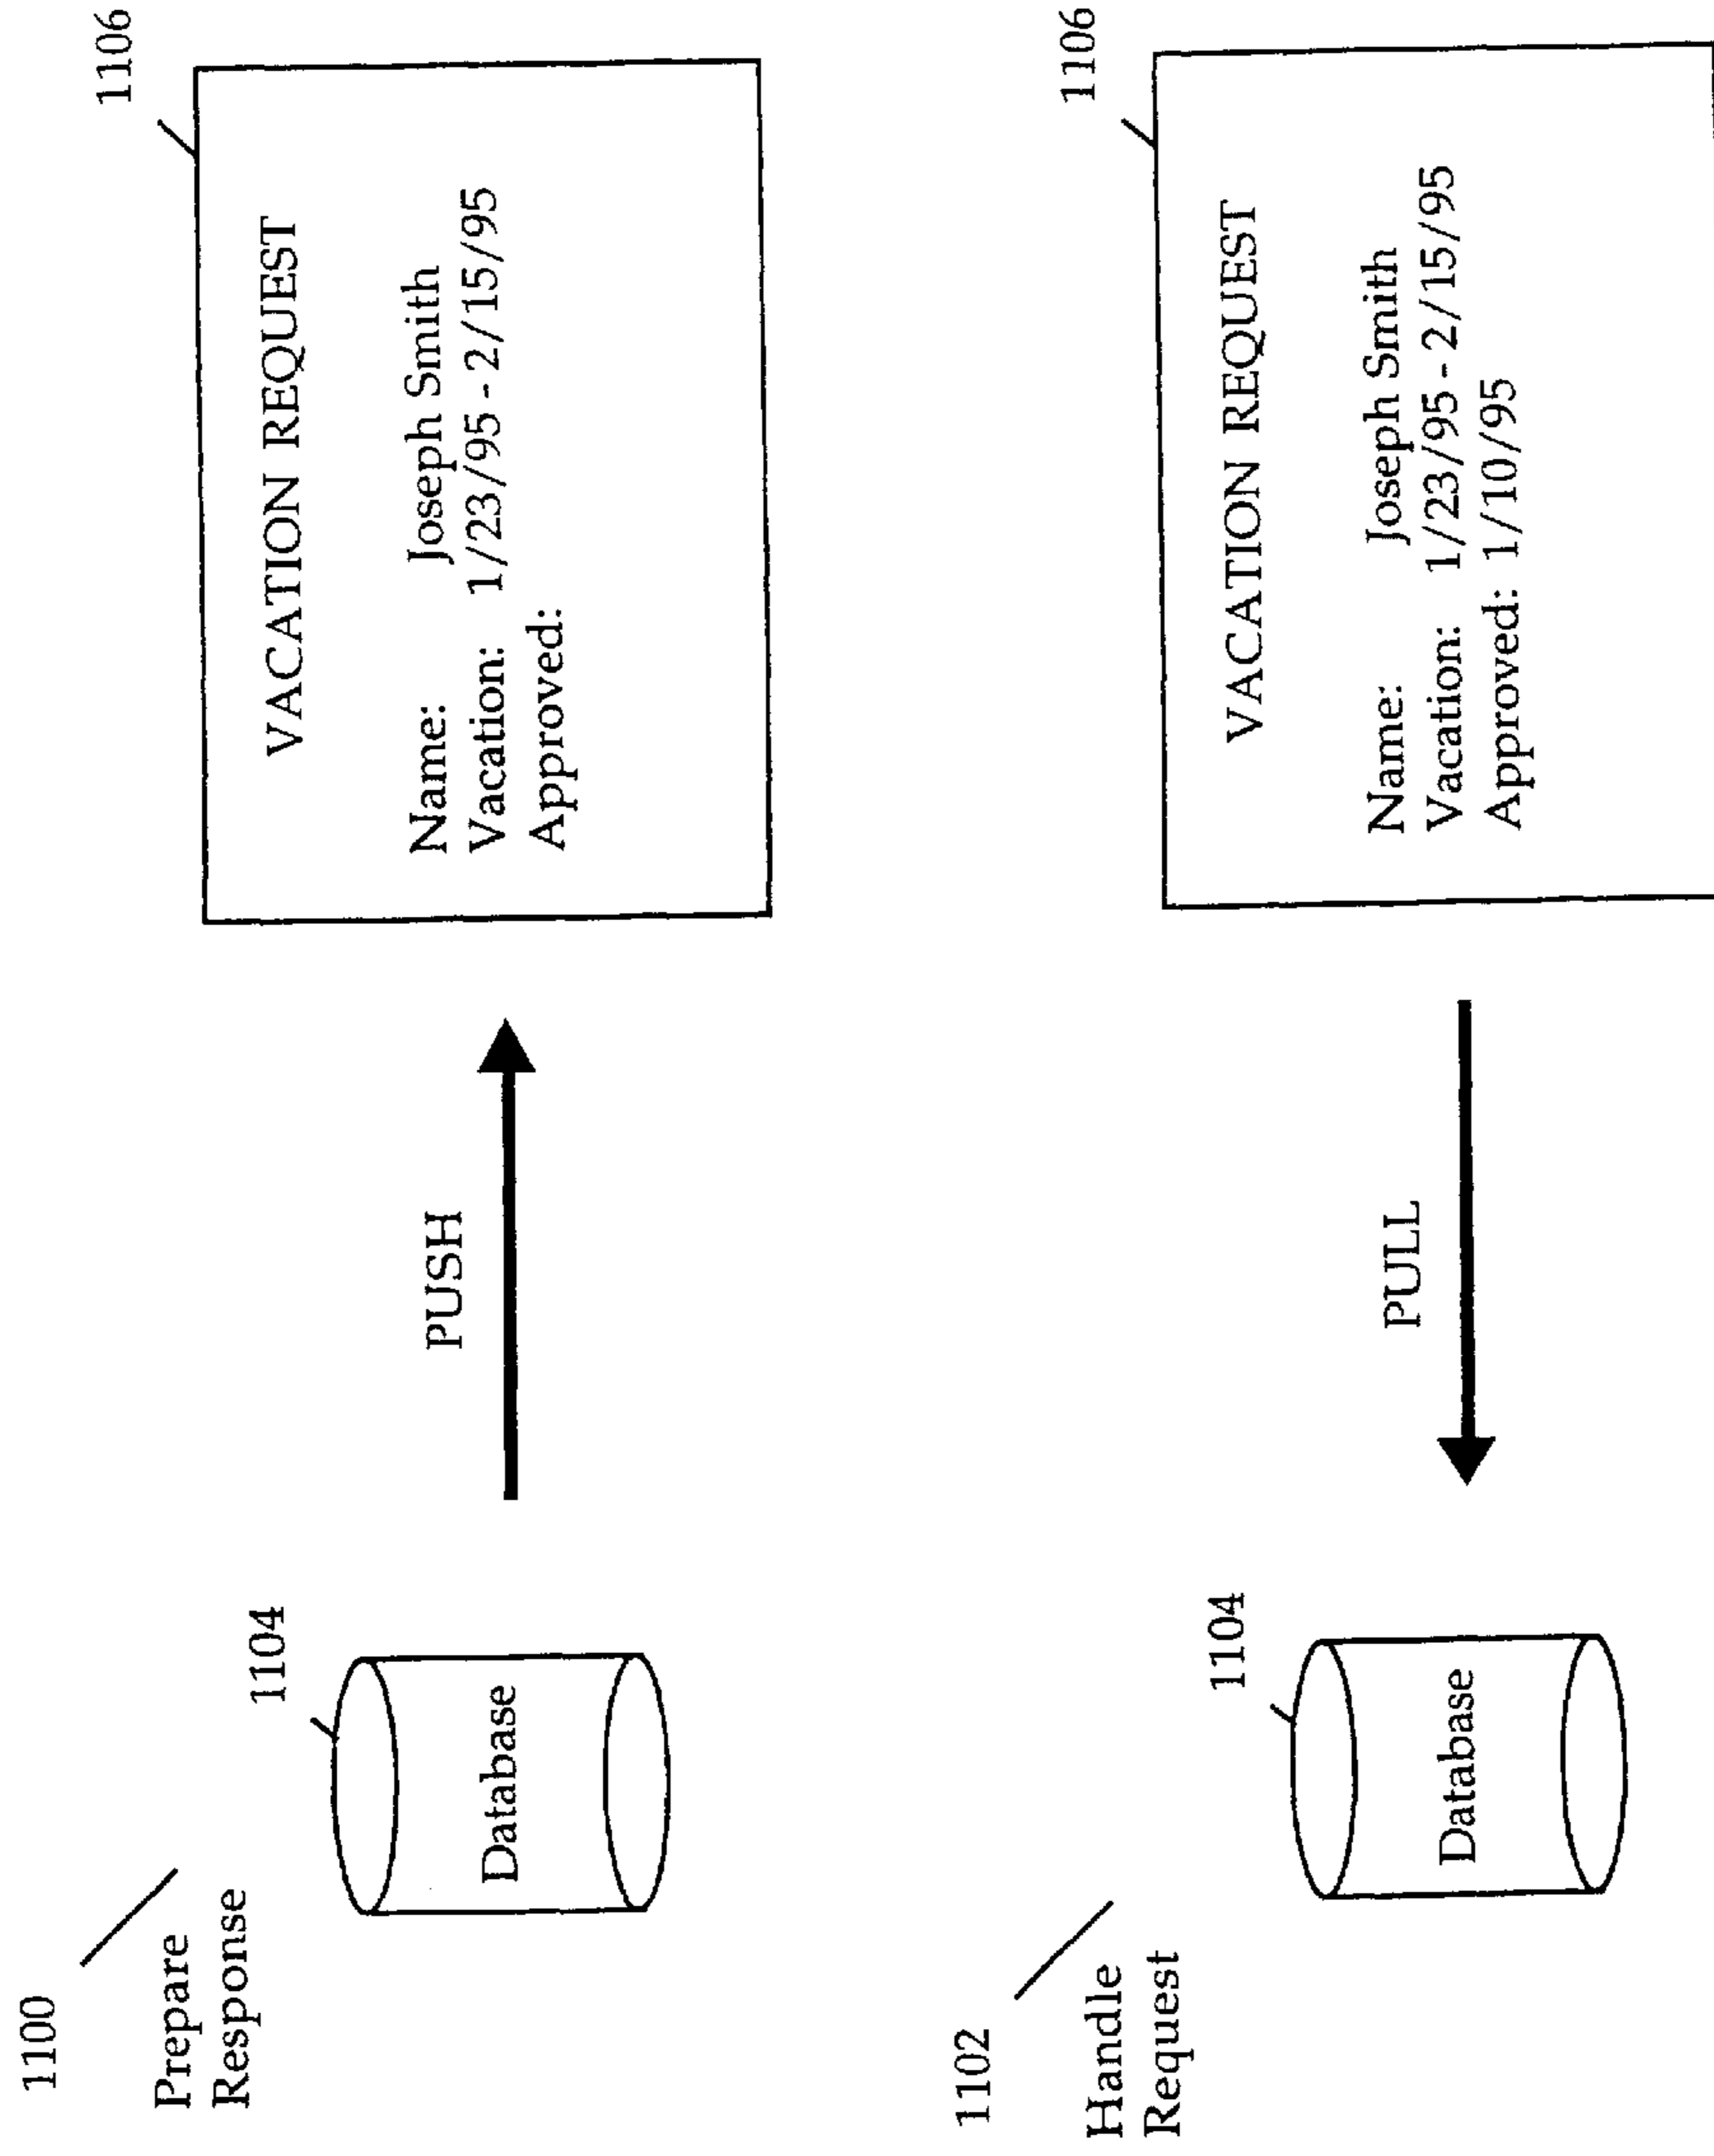 1100
Prepare
Response
1104
Database
PUSH
1106
VACATION REQUEST
Name: Joseph Smith
Vacation: 1/23/95 - 2/15/95
Approved:
1102
Handle
Request
1104
Database
PULL
1106
VACATION REQUEST
Name: Joseph Smith
Vacation: 1/23/95 - 2/15/95
Approved: 1/10/95